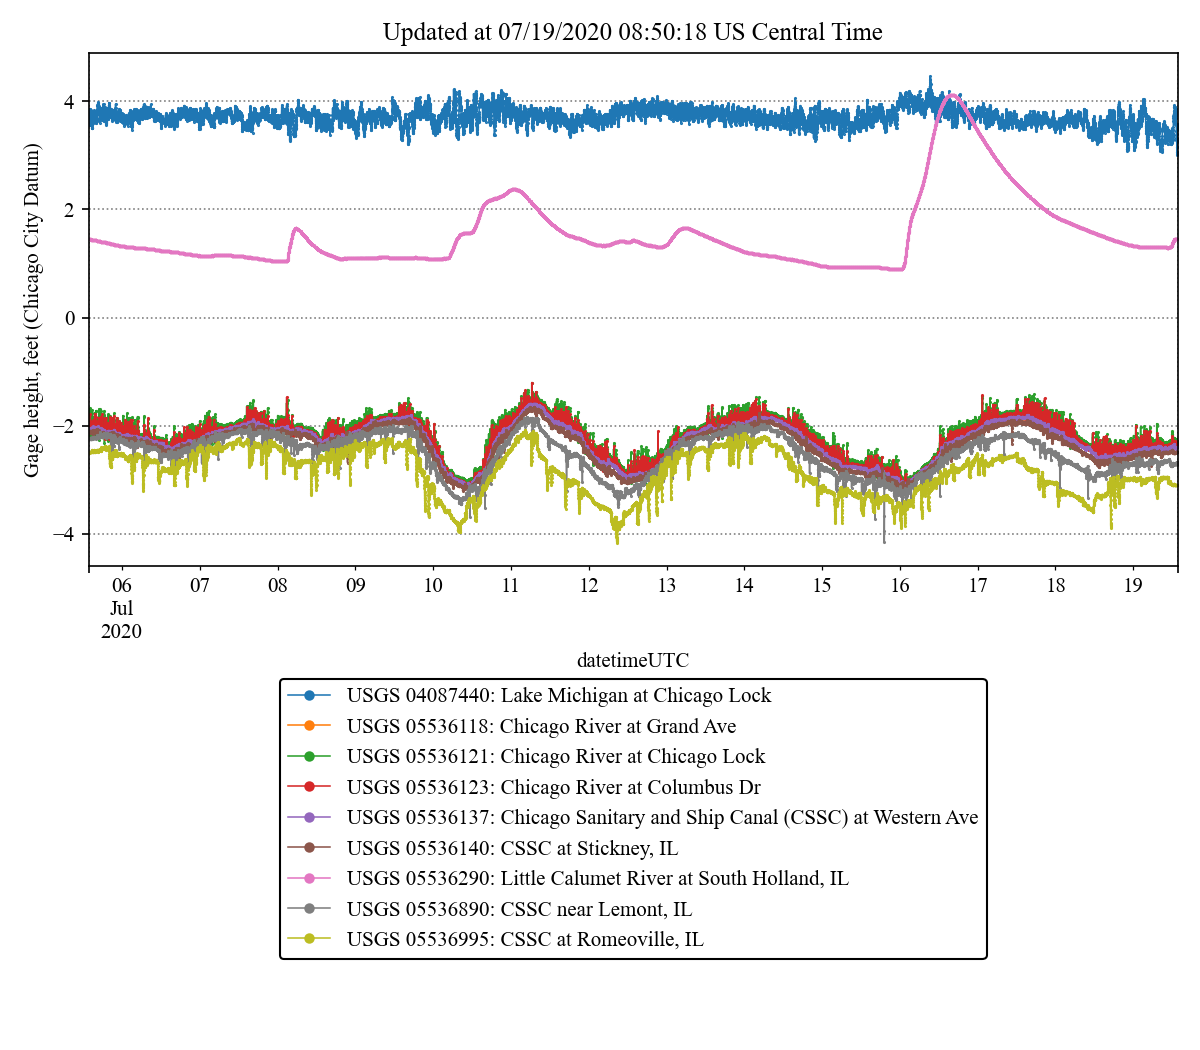 Updated at 07/19/2020 08:50:18 US Central Time
Gage height, feet (Chicago City Datum)
4
2
0
−2
−4
06 07 08 09 10 11 12 13 14 15 16 17 18 19
Jul
2020
datetimeUTC
USGS 04087440: Lake Michigan at Chicago Lock
USGS 05536118: Chicago River at Grand Ave
USGS 05536121: Chicago River at Chicago Lock
USGS 05536123: Chicago River at Columbus Dr
USGS 05536137: Chicago Sanitary and Ship Canal (CSSC) at Western Ave
USGS 05536140: CSSC at Stickney, IL
USGS 05536290: Little Calumet River at South Holland, IL
USGS 05536890: CSSC near Lemont, IL
USGS 05536995: CSSC at Romeoville, IL